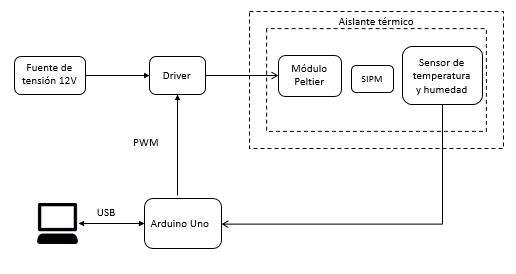 Aislante térmico
Fuente de
tensión 12V
Driver
Módulo
Peltier
SIPM
Sensor de
temperatura
y humedad
PWM
USB
Arduino Uno